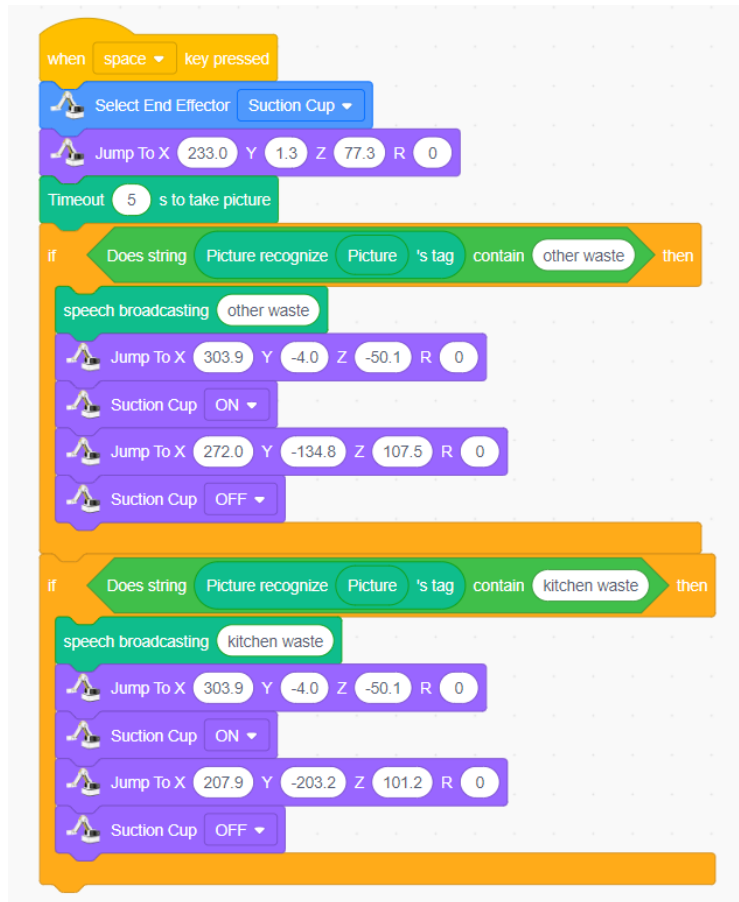 when space key pressed
Select End Effector Suction Cup
Jump To X 233.0 Y 1.3 Z 77.3 R 0
Timeout 5 s to take picture
if Does string Picture recognize Picture 's tag contain other waste then
speech broadcasting other waste
Jump To X 303.9 Y -4.0 Z -50.1 R 0
Suction Cup ON
Jump To X 272.0 Y -134.8 Z 107.5 R 0
Suction Cup OFF
if Does string Picture recognize Picture 's tag contain kitchen waste then
speech broadcasting kitchen waste
Jump To X 303.9 Y -4.0 Z -50.1 R 0
Suction Cup ON
Jump To X 207.9 Y -203.2 Z 101.2 R 0
Suction Cup OFF